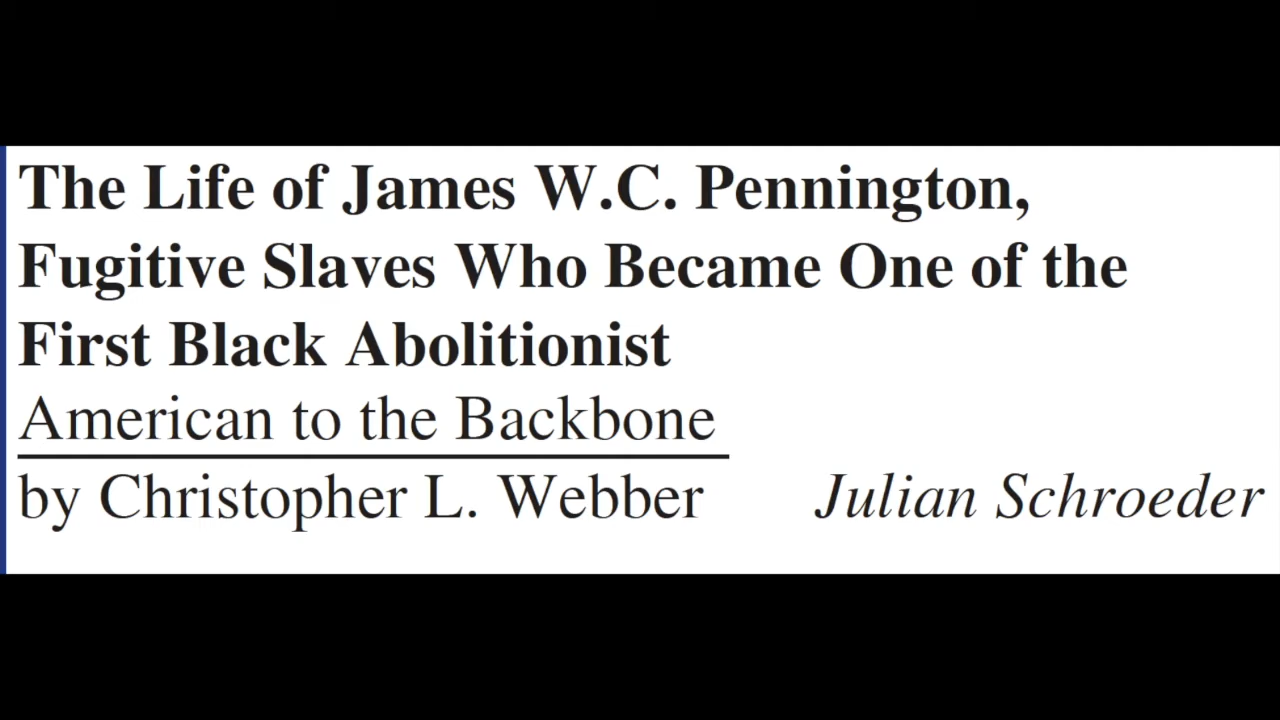 The Life of James W.C. Pennington,
Fugitive Slaves Who Became One of the
First Black Abolitionist
American to the Backbone
by Christopher L. Webber Julian Schroeder